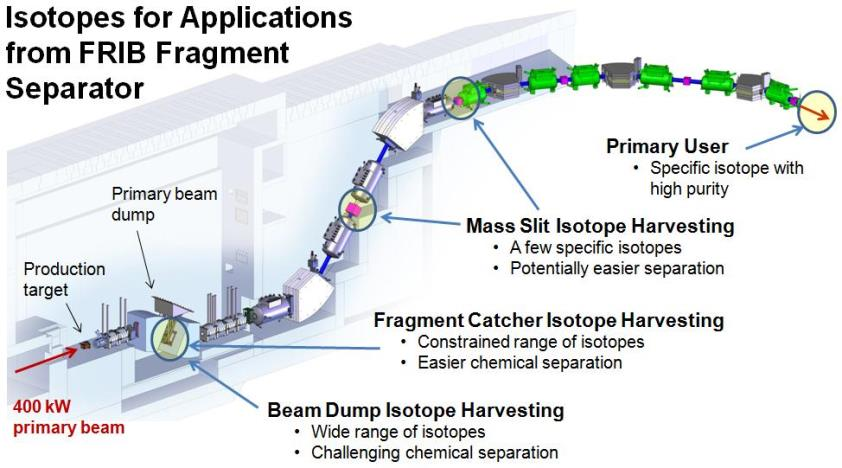 Isotopes for Applications
from FRIB Fragment
Separator
Primary User
• Specific isotope with
high purity
Primary beam
dump
Mass Slit Isotope Harvesting
• A few specific isotopes
• Potentially easier separation
Production
target
Fragment Catcher Isotope Harvesting
• Constrained range of isotopes
• Easier chemical separation
400 kW
primary beam
Beam Dump Isotope Harvesting
• Wide range of isotopes
• Challenging chemical separation